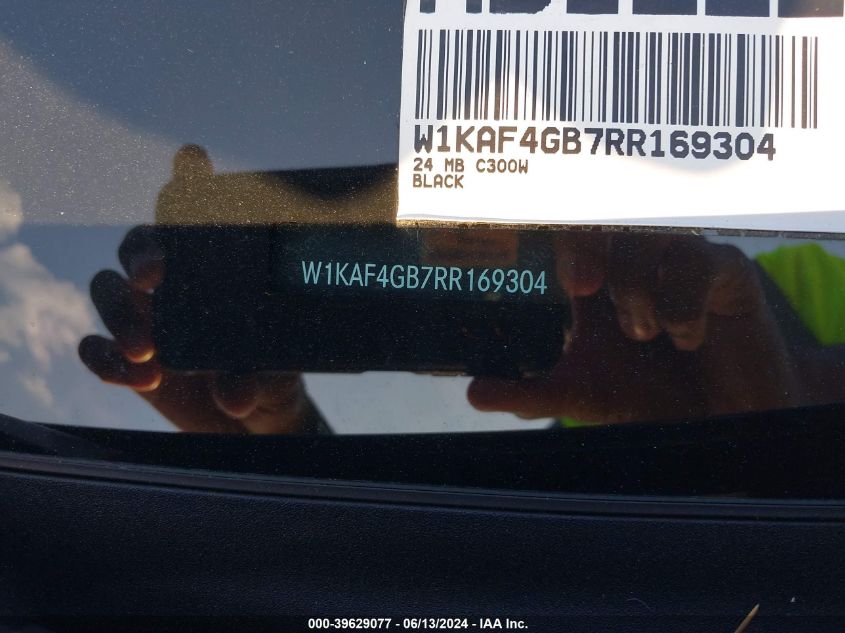 W1KAF4GB7RR169304
24 MB C300W
BLACK
W1KAF4GB7RR169304
000-39629077 - 06/13/2024 - IAA Inc.